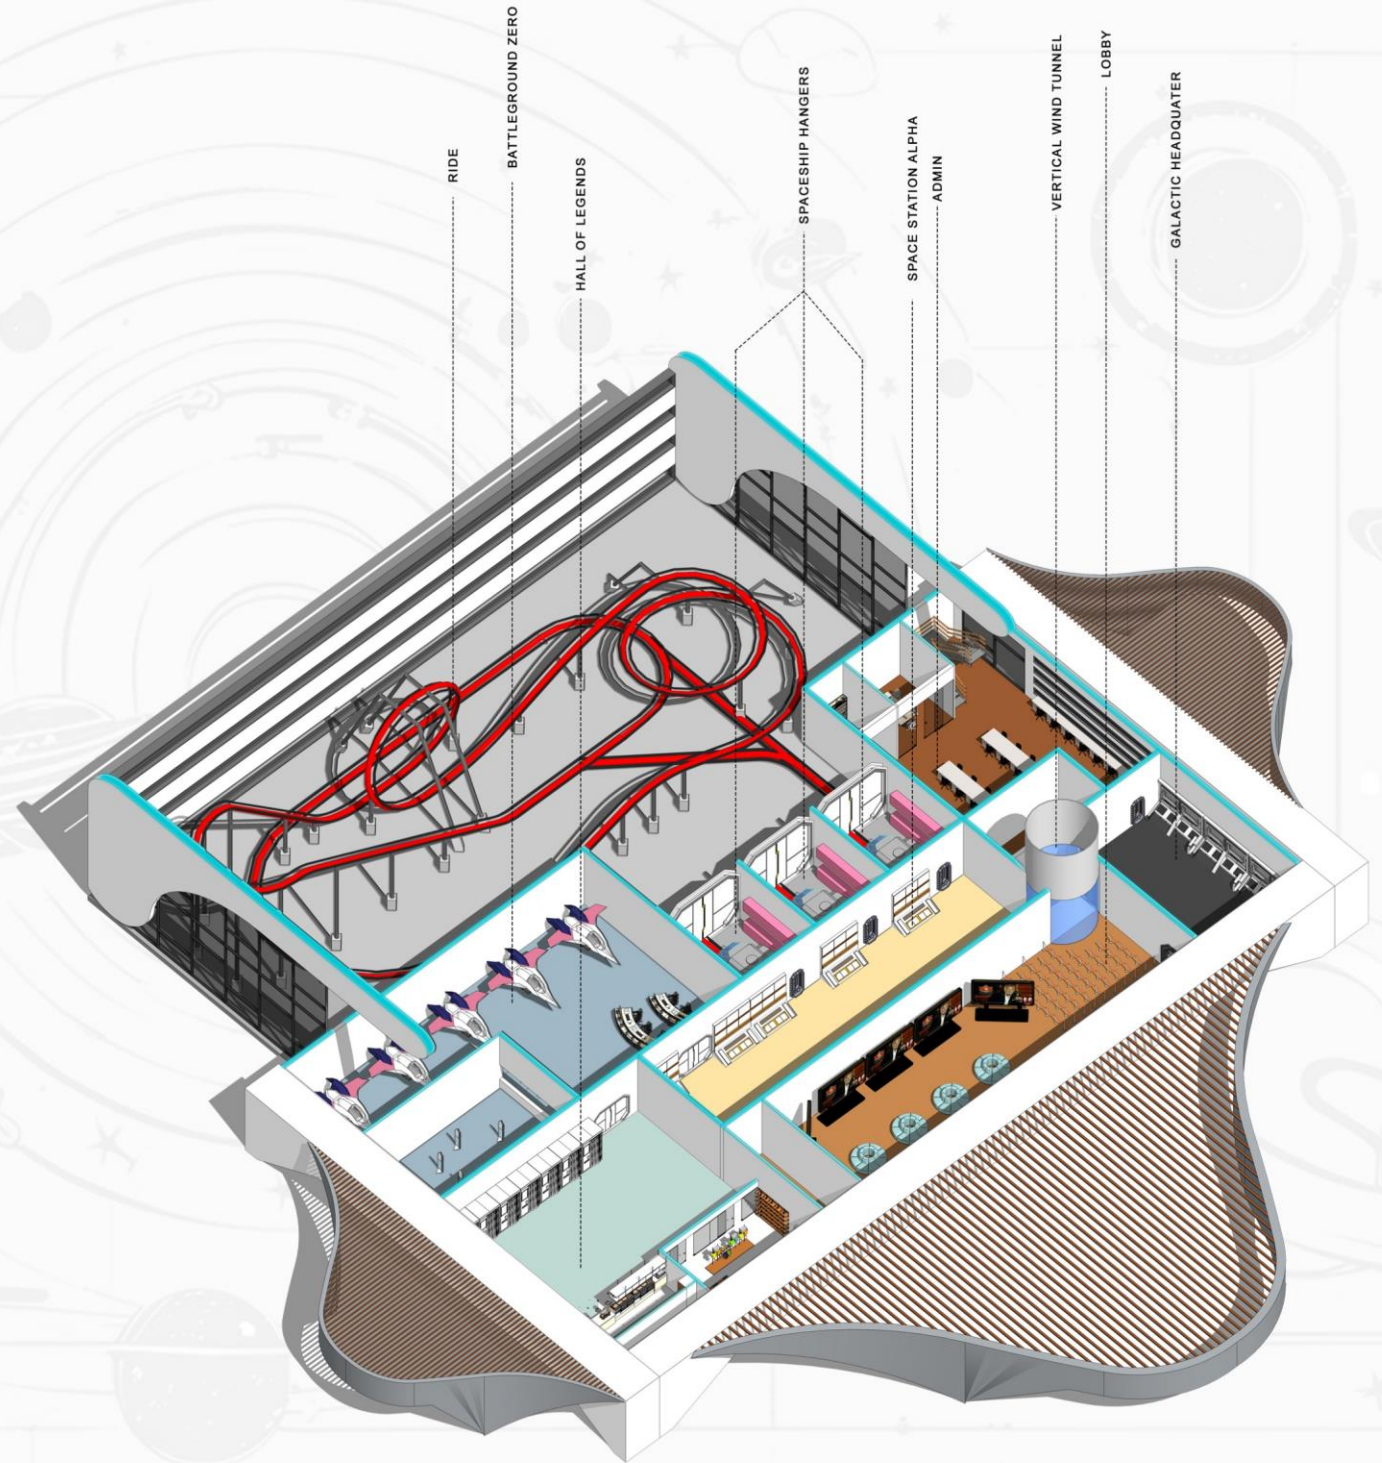 RIDE
BATTLEGROUND ZERO
HALL OF LEGENDS
SPACESHIP HANGERS
SPACE STATION ALPHA
ADMIN
VERTICAL WIND TUNNEL
LOBBY
GALACTIC HEADQUATER